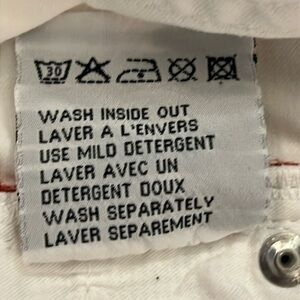 30
WASH INSIDE OUT
LAVER A L'ENVERS
USE MILD DETERGENT
LAVER AVEC UN
DETERGENT DOUX
WASH SEPARATELY
LAVER SEPAREMENT